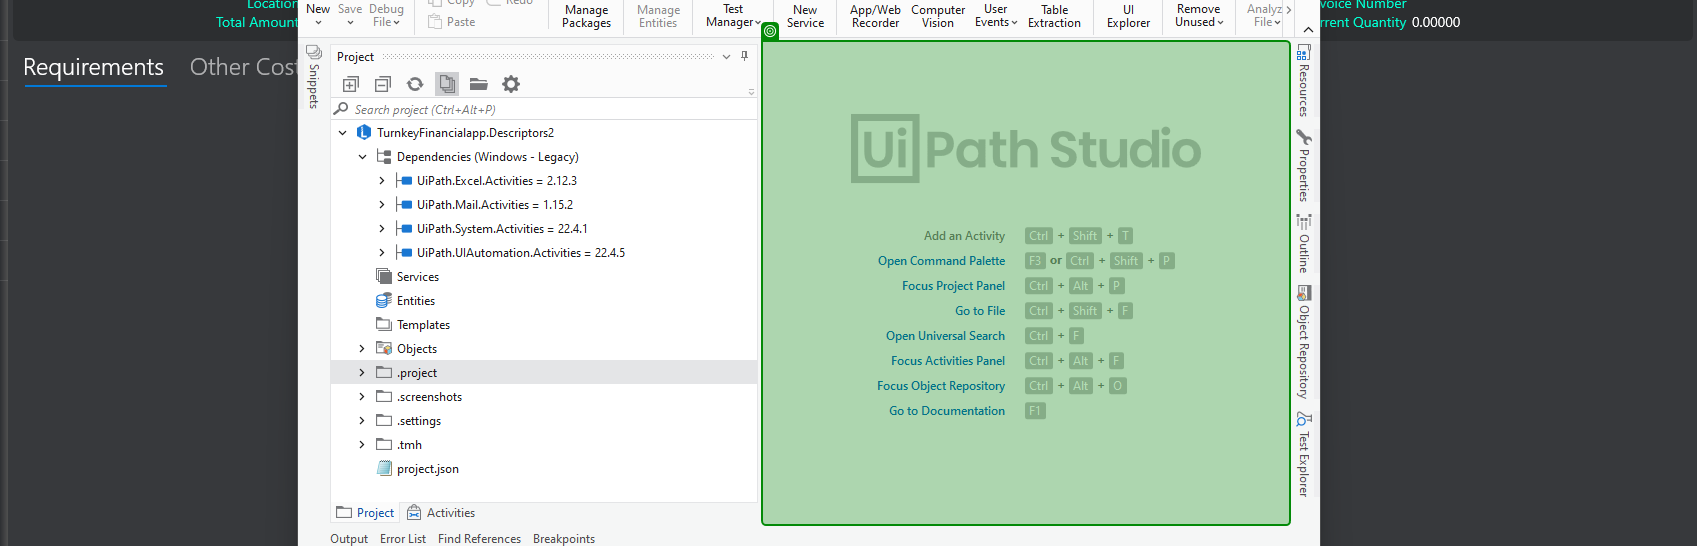 Location
Total Amount
Requirements
Other Cost
New
Save
Debug File
Copy
Redo
Paste
Manage Packages
Manage Entities
Test Manager
New Service
App/Web Recorder
Computer Vision
User Events
Table Extraction
UI Explorer
Remove Unused
Analyz File
voice Number
rrent Quantity 0.00000
Snippets
Project
Search project (Ctrl+Alt+P)
TurnkeyFinancialapp.Descriptors2
Dependencies (Windows - Legacy)
UiPath.Excel.Activities = 2.12.3
UiPath.Mail.Activities = 1.15.2
UiPath.System.Activities = 22.4.1
UiPath.UIAutomation.Activities = 22.4.5
Services
Entities
Templates
Objects
.project
.screenshots
.settings
.tmh
project.json
Project
Activities
Output
Error List
Find References
Breakpoints
UiPath Studio
Add an Activity Ctrl + Shift + T
Open Command Palette F3 or Ctrl + Shift + P
Focus Project Panel Ctrl + Alt + P
Go to File Ctrl + Shift + F
Open Universal Search Ctrl + F
Focus Activities Panel Ctrl + Alt + F
Focus Object Repository Ctrl + Alt + O
Go to Documentation F1
Resources
Properties
Outline
Object Repository
Test Explorer